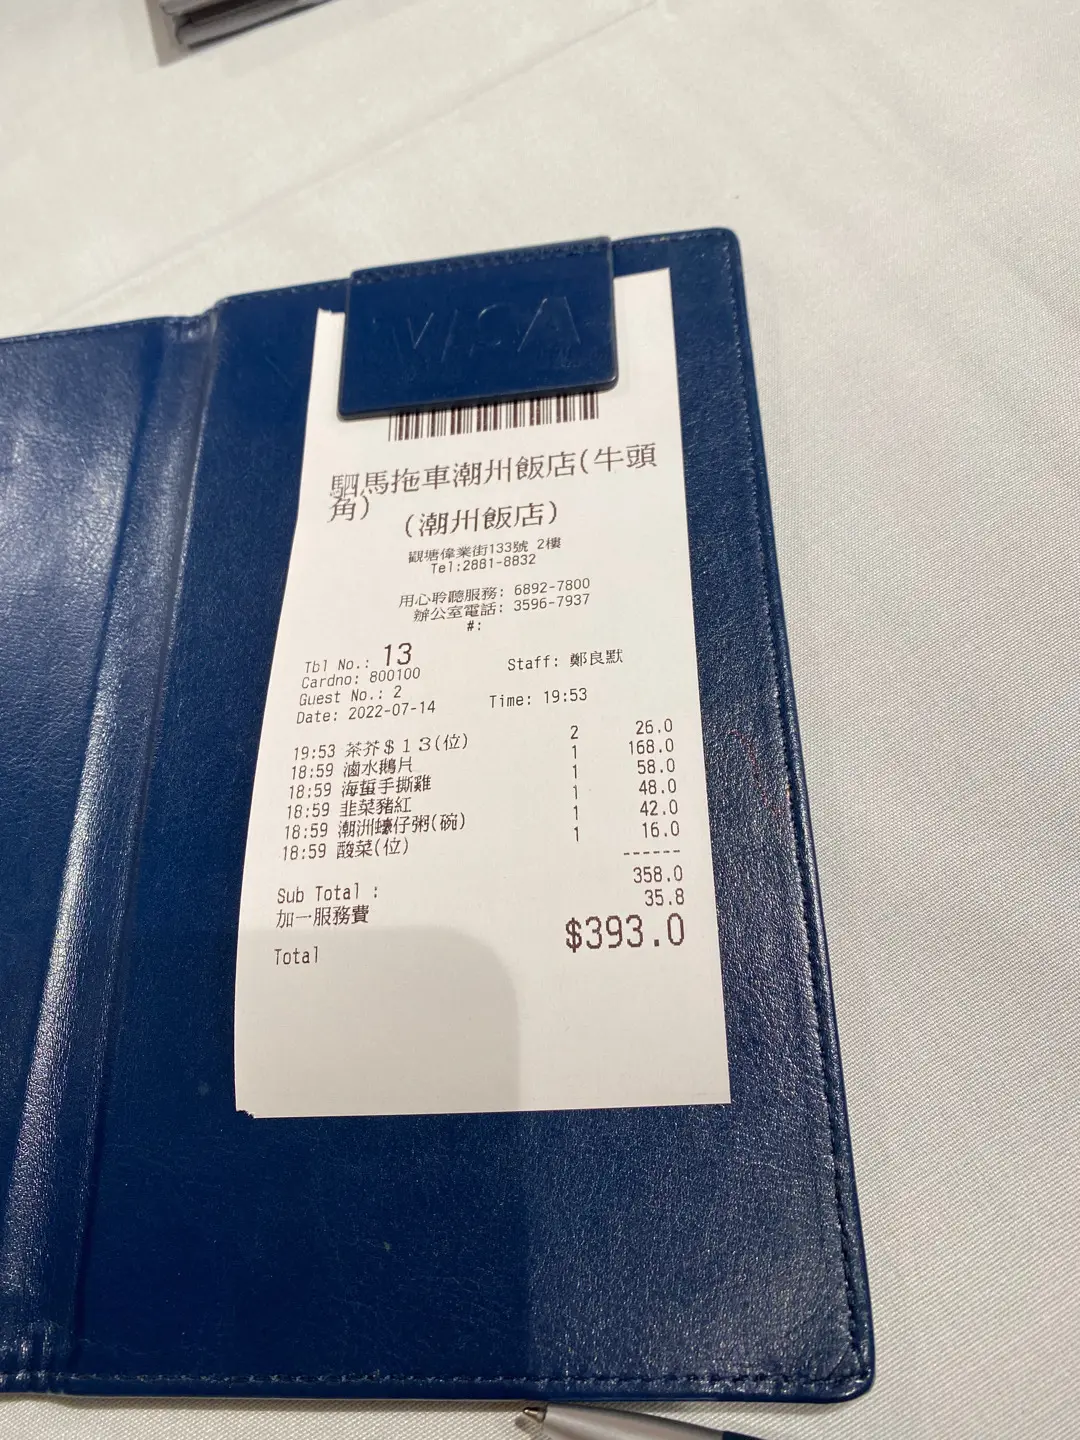 VISA
駟馬拖車潮州飯店(牛頭
角)
(潮州飯店)
觀塘偉業街133號 2樓
Tel:2881-8832
用心聆聽服務: 6892-7800
辦公室電話: 3596-7937
#:
Tbl No.: 13
Cardno: 800100 Staff: 鄭良默
Guest No.: 2
Date: 2022-07-14 Time: 19:53
19:53 茶芥$13(位) 2 26.0
18:59 滷水鵝片 1 168.0
18:59 海蜇手撕雞 1 58.0
18:59 韭菜豬紅 1 48.0
18:59 潮洲蠔仔粥(碗) 1 42.0
18:59 酸菜(位) 1 16.0
------
Sub Total : 358.0
加一服務費 35.8
Total $393.0